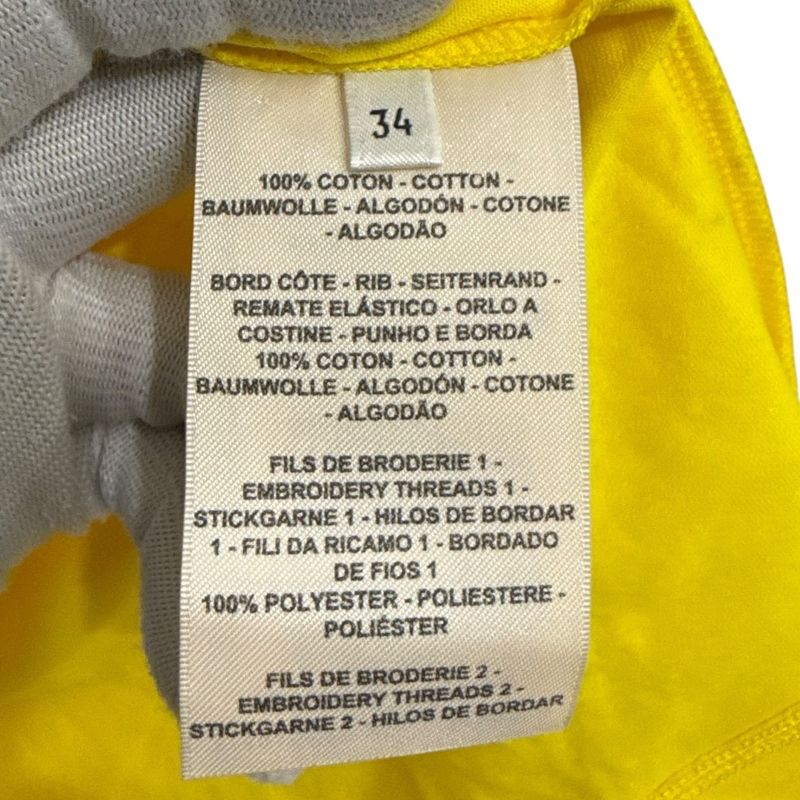 34
100% COTON - COTTON -
BAUMWOLLE - ALGODÓN - COTONE
- ALGODÃO
BORD CÔTE - RIB - SEITENRAND -
REMATE ELÁSTICO - ORLO A
COSTINE - PUNHO E BORDA
100% COTON - COTTON -
BAUMWOLLE - ALGODÓN - COTONE
- ALGODÃO
FILS DE BRODERIE 1 -
EMBROIDERY THREADS 1 -
STICKGARNE 1 - HILOS DE BORDAR
1 - FILI DA RICAMO 1 - BORDADO
DE FIOS 1
100% POLYESTER - POLIESTERE -
POLIÉSTER
FILS DE BRODERIE 2 -
EMBROIDERY THREADS 2 -
STICKGARNE 2 - HILOS DE BORDAR